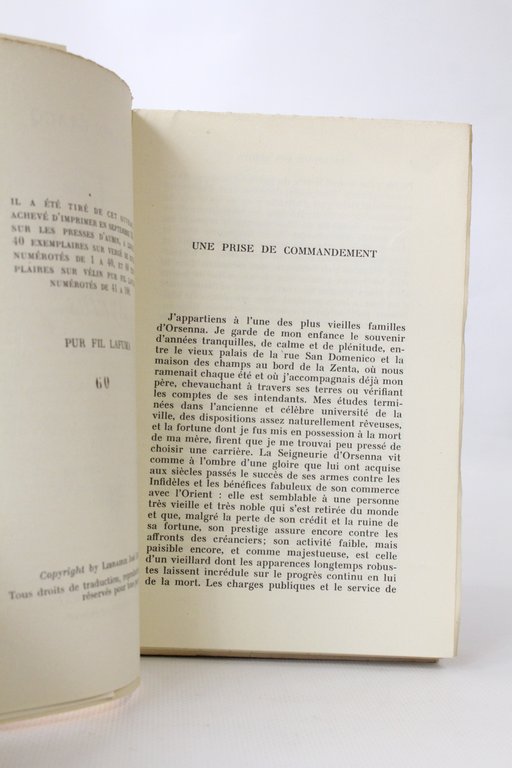 IL A ÉTÉ TIRÉ DE CET
ACHEVÉ D'IMPRIMER EN SEPTEMBRE
SUR LES PRESSES
40 EXEMPLAIRES SUR
NUMÉROTÉS DE 1 A 40, ET
PLAIRES SUR VÉLIN PUR FIL
NUMÉROTÉS DE 41 A
PUR FIL LAFUMA
60
Copyright by LIBRAIRIE
Tous droits de traduction,
réservés pour tous
UNE PRISE DE COMMANDEMENT
J'appartiens à l'une des plus vieilles familles
d'Orsenna. Je garde de mon enfance le souvenir
d'années tranquilles, de calme et de plénitude, en-
tre le vieux palais de la rue San Domenico et la
maison des champs au bord de la Zenta, où nous
ramenait chaque été et où j'accompagnais déjà mon
père, chevauchant à travers ses terres ou vérifiant
les comptes de ses intendants. Mes études termi-
nées dans l'ancienne et célèbre université de la
ville, des dispositions assez naturellement rêveuses,
et la fortune dont je fus mis en possession à la mort
de ma mère, firent que je me trouvai peu pressé de
choisir une carrière. La Seigneurie d'Orsenna vit
comme à l'ombre d'une gloire que lui ont acquise
aux siècles passés le succès de ses armes contre les
Infidèles et les bénéfices fabuleux de son commerce
avec l'Orient : elle est semblable à une personne
très vieille et très noble qui s'est retirée du monde
et que, malgré la perte de son crédit et la ruine de
sa fortune, son prestige assure encore contre les
affronts des créanciers; son activité faible, mais
paisible encore, et comme majestueuse, est celle
d'un vieillard dont les apparences longtemps robus-
tes laissent incrédule sur le progrès continu en lui
de la mort. Les charges publiques et le service de